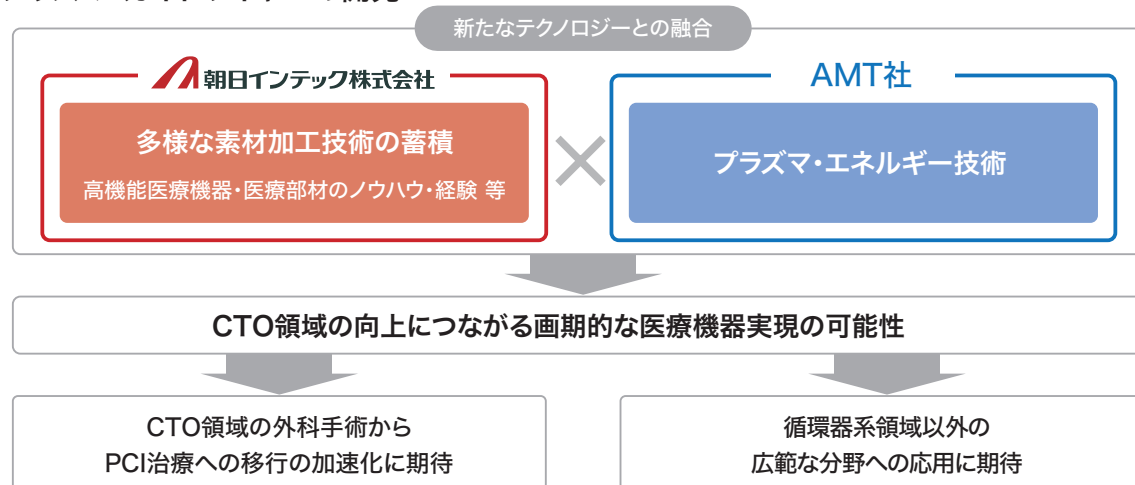 新たなテクノロジーとの融合
朝日インテック株式会社
AMT社
多様な素材加工技術の蓄積
高機能医療機器・医療部材のノウハウ・経験 等
×
プラズマ・エネルギー技術
CTO領域の向上につながる画期的な医療機器実現の可能性
CTO領域の外科手術から
PCI治療への移行の加速化に期待
循環器系領域以外の
広範な分野への応用に期待